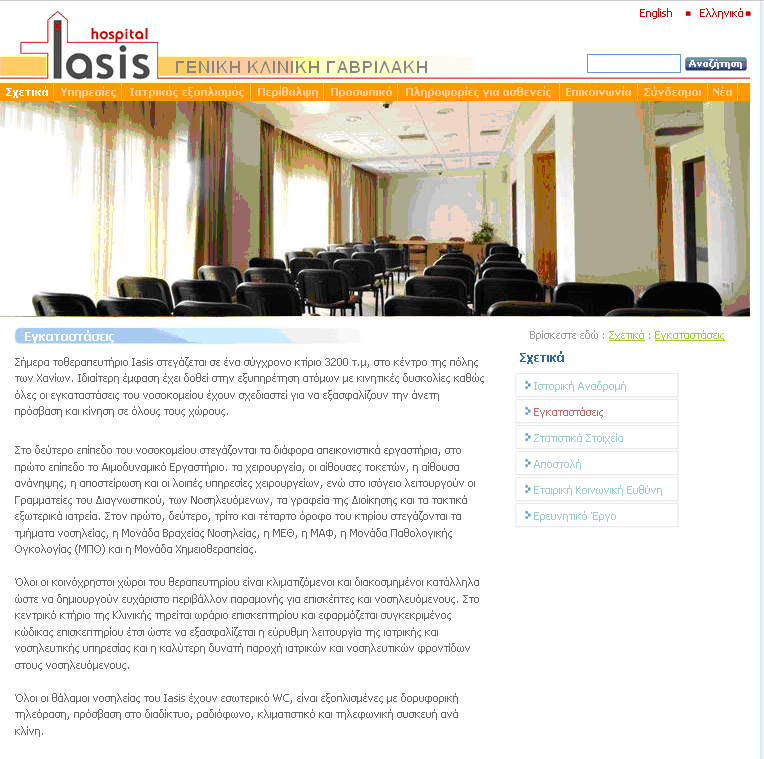 English
Ελληνικά
hospital
Iasis
ΓΕΝΙΚΗ ΚΛΙΝΙΚΗ ΓΑΒΡΙΛΑΚΗ
Αναζήτηση
Σχετικά Υπηρεσίες Ιατρικός εξοπλισμός Περίθαλψη Προσωπικό Πληροφορίες για ασθενείς Επικοινωνία Σύνδεσμοι Νέα
Εγκαταστάσεις
Σήμερα τοθεραπευτήριο Iasis στεγάζεται σε ένα σύγχρονο κτίριο 3200 τ.μ, στο κέντρο της πόλης
των Χανίων. Ιδιαίτερη έμφαση έχει δοθεί στην εξυπηρέτηση ατόμων με κινητικές δυσκολίες καθώς
όλες οι εγκαταστάσεις του νοσοκομείου έχουν σχεδιαστεί για να εξασφαλίζουν την άνετη
πρόσβαση και κίνηση σε όλους τους χώρους.
Στο δεύτερο επίπεδο του νοσοκομείου στεγάζονται τα διάφορα απεικονιστικά εργαστήρια, στο
πρώτο επίπεδο το Αιμοδυναμικό Εργαστήριο. τα χειρουργεία, οι αίθουσες τοκετών, η αίθουσα
ανάνηψης, η αποστείρωση και οι λοιπές υπηρεσίες χειρουργείων, ενώ στο ισόγειο λειτουργούν οι
Γραμματείες του Διαγνωστικού, των Νοσηλευόμενων, τα γραφεία της Διοίκησης και τα τακτικά
εξωτερικά ιατρεία. Στον πρώτο, δεύτερο, τρίτο και τέταρτο όροφο του κτιρίου στεγάζονται τα
τμήματα νοσηλείας, η Μονάδα Βραχείας Νοσηλείας, η ΜΕΘ, η ΜΑΦ, η Μονάδα Παθολογικής
Ογκολογίας (ΜΠΟ) και η Μονάδα Χημειοθεραπείας.
Όλοι οι κοινόχρηστοι χώροι του θεραπευτηρίου είναι κλιματιζόμενοι και διακοσμημένοι κατάλληλα
ώστε να δημιουργούν ευχάριστο περιβάλλον παραμονής για επισκέπτες και νοσηλευόμενους. Στο
κεντρικό κτήριο της Κλινικής τηρείται ωράριο επισκεπτηρίου και εφαρμόζεται συγκεκριμένος
κώδικας επισκεπτηρίου έτσι ώστε να εξασφαλίζεται η εύρυθμη λειτουργία της ιατρικής και
νοσηλευτικής υπηρεσίας και η καλύτερη δυνατή παροχή ιατρικών και νοσηλευτικών φροντίδων
στους νοσηλευόμενους.
Όλοι οι θάλαμοι νοσηλείας του Iasis έχουν εσωτερικό WC, είναι εξοπλισμένες με δορυφορική
τηλεόραση, πρόσβαση στο διαδίκτυο, ραδιόφωνο, κλιματιστικό και τηλεφωνική συσκευή ανά
κλίνη.
Βρίσκεστε εδώ : Σχετικά : Εγκαταστάσεις
Σχετικά
Ιστορική Αναδρομή
Εγκαταστάσεις
Στατιστικά Στοιχεία
Αποστολή
Εταιρική Κοινωνική Ευθύνη
Ερευνητικό Έργο